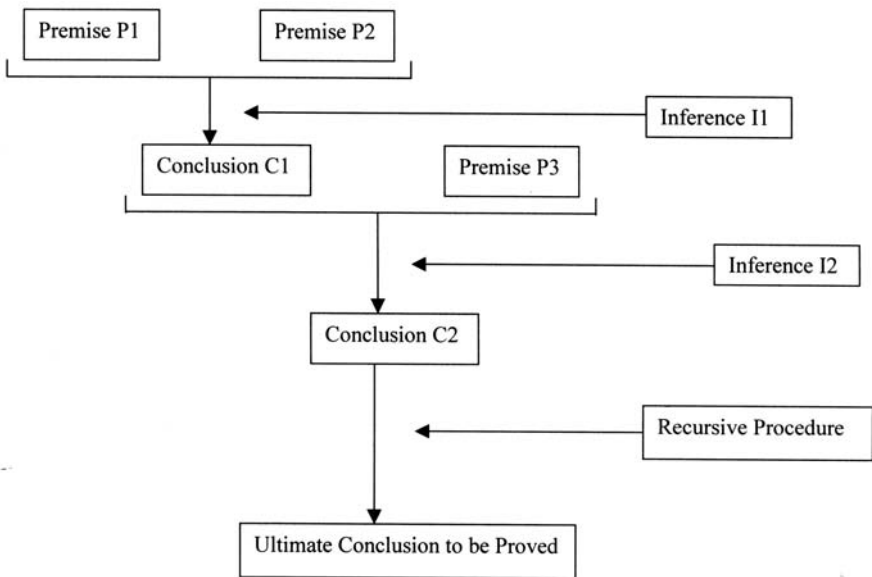 Premise P1
Premise P2
Inference I1
Conclusion C1
Premise P3
Inference I2
Conclusion C2
Recursive Procedure
Ultimate Conclusion to be Proved